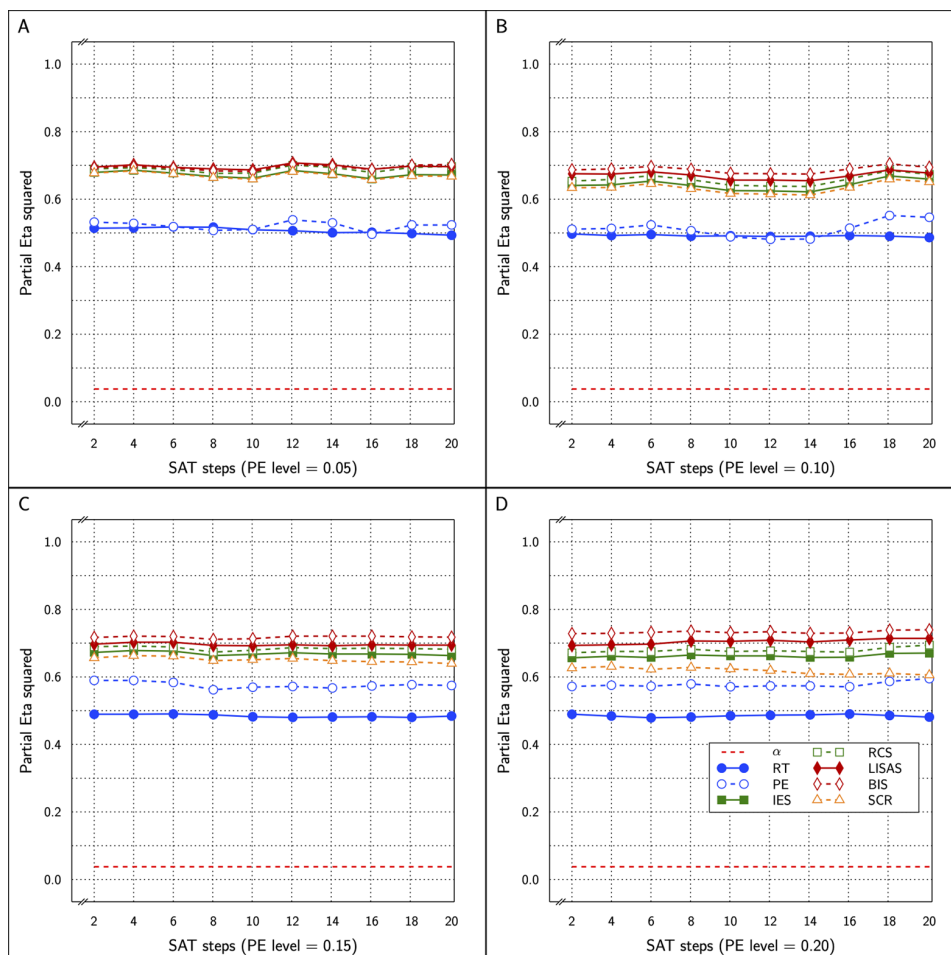 A
Partial Eta squared
1.0
0.8
0.6
0.4
0.2
0.0
2 4 6 8 10 12 14 16 18 20
SAT steps (PE level = 0.05)
B
Partial Eta squared
1.0
0.8
0.6
0.4
0.2
0.0
2 4 6 8 10 12 14 16 18 20
SAT steps (PE level = 0.10)
C
Partial Eta squared
1.0
0.8
0.6
0.4
0.2
0.0
2 4 6 8 10 12 14 16 18 20
SAT steps (PE level = 0.15)
D
Partial Eta squared
1.0
0.8
0.6
0.4
0.2
0.0
α
RT
PE
IES
RCS
LISAS
BIS
SCR
2 4 6 8 10 12 14 16 18 20
SAT steps (PE level = 0.20)